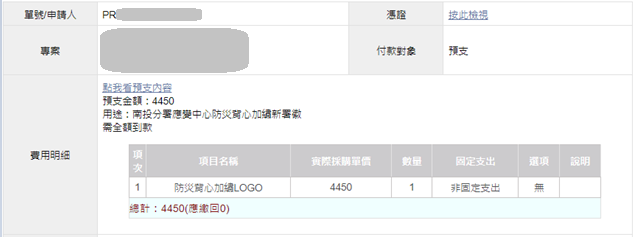 單號/申請人 PR 憑證 按此檢視
專案 付款對象 預支
費用明細
點我看預支內容
預支金額：4450
用途：南投分署應變中心防災背心加繡新署徽
需全額到款
項次 項目名稱 實際採購單價 數量 固定支出 選項 說明
1 防災背心加繡LOGO 4450 1 非固定支出 無
總計：4450(應繳回0)